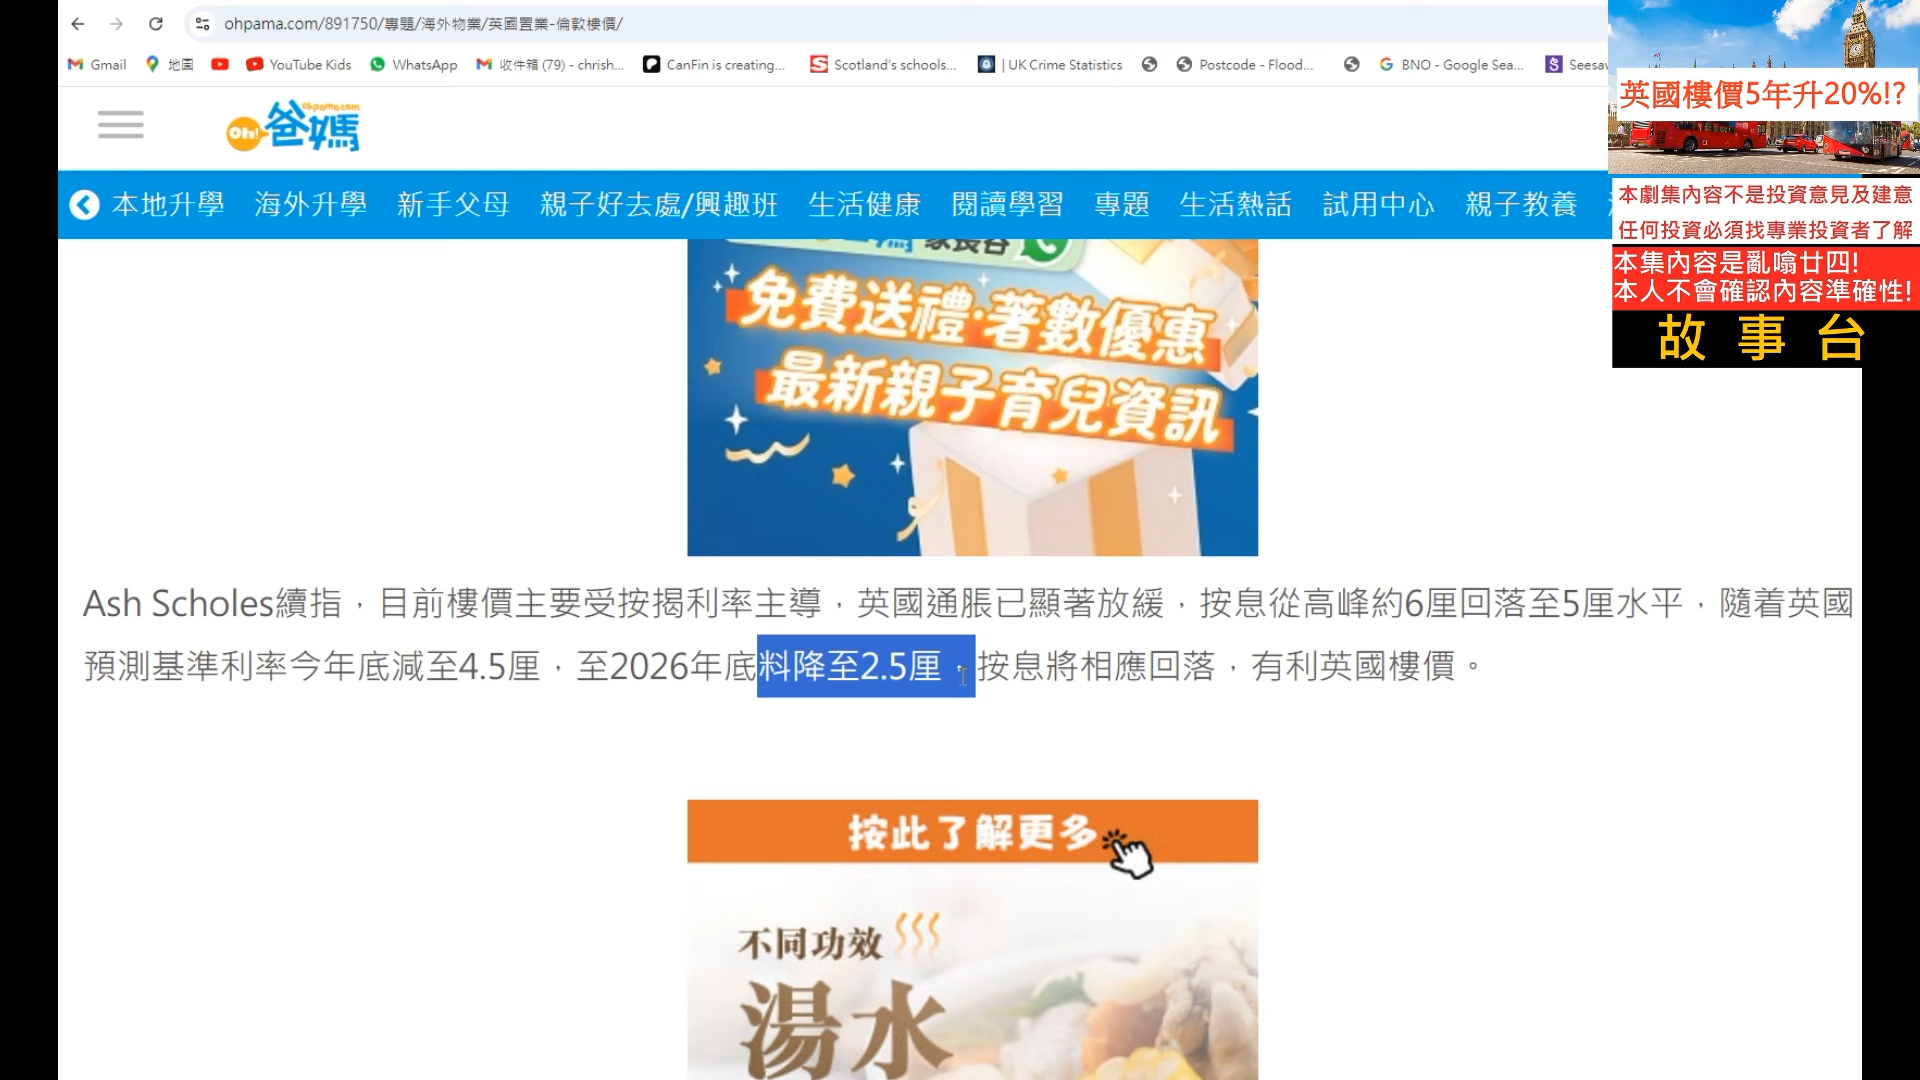 ohpama.com/891750/專題/海外物業/英國置業-倫敦樓價/
Gmail
地圖
YouTube Kids
WhatsApp
收件箱 (79) - chrish...
CanFin is creating...
Scotland's schools...
| UK Crime Statistics
Postcode - Flood...
BNO - Google Sea...
Seesaw
英國樓價5年升20%!?
Oh!爸媽
ohpama.com
本地升學
海外升學
新手父母
親子好去處/興趣班
生活健康
閱讀學習
專題
生活熱話
試用中心
親子教養
本劇集內容不是投資意見及建意
任何投資必須找專業投資者了解
本集內容是亂噏廿四!
本人不會確認內容準確性!
故事台
免費送禮·著數優惠
最新親子育兒資訊
Ash Scholes續指，目前樓價主要受按揭利率主導，英國通脹已顯著放緩，按息從高峰約6厘回落至5厘水平，隨着英國
預測基準利率今年底減至4.5厘，至2026年底料降至2.5厘，按息將相應回落，有利英國樓價。
按此了解更多
不同功效
湯水